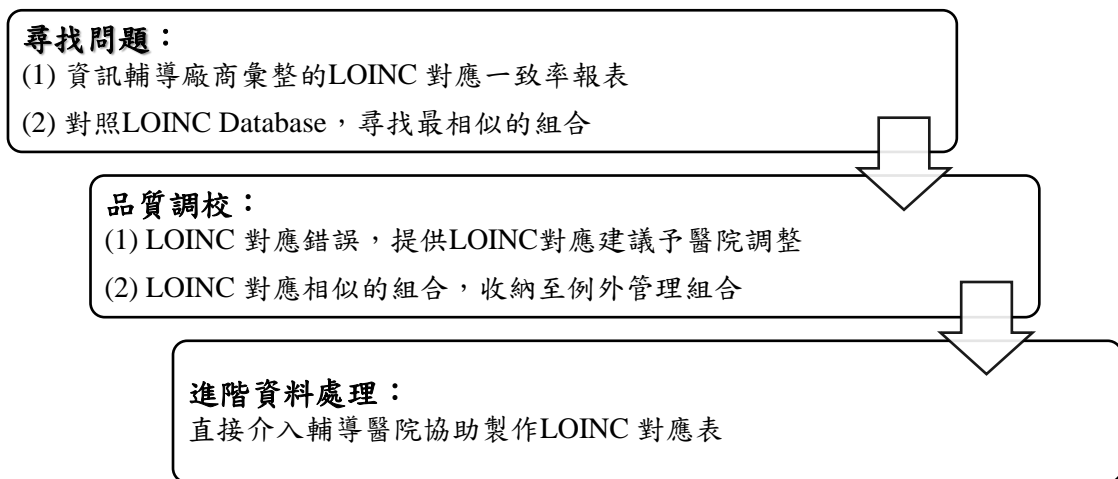 尋找問題：
(1) 資訊輔導廠商彙整的LOINC 對應一致率報表
(2) 對照LOINC Database，尋找最相似的組合
品質調校：
(1) LOINC 對應錯誤，提供LOINC對應建議予醫院調整
(2) LOINC 對應相似的組合，收納至例外管理組合
進階資料處理：
直接介入輔導醫院協助製作LOINC 對應表